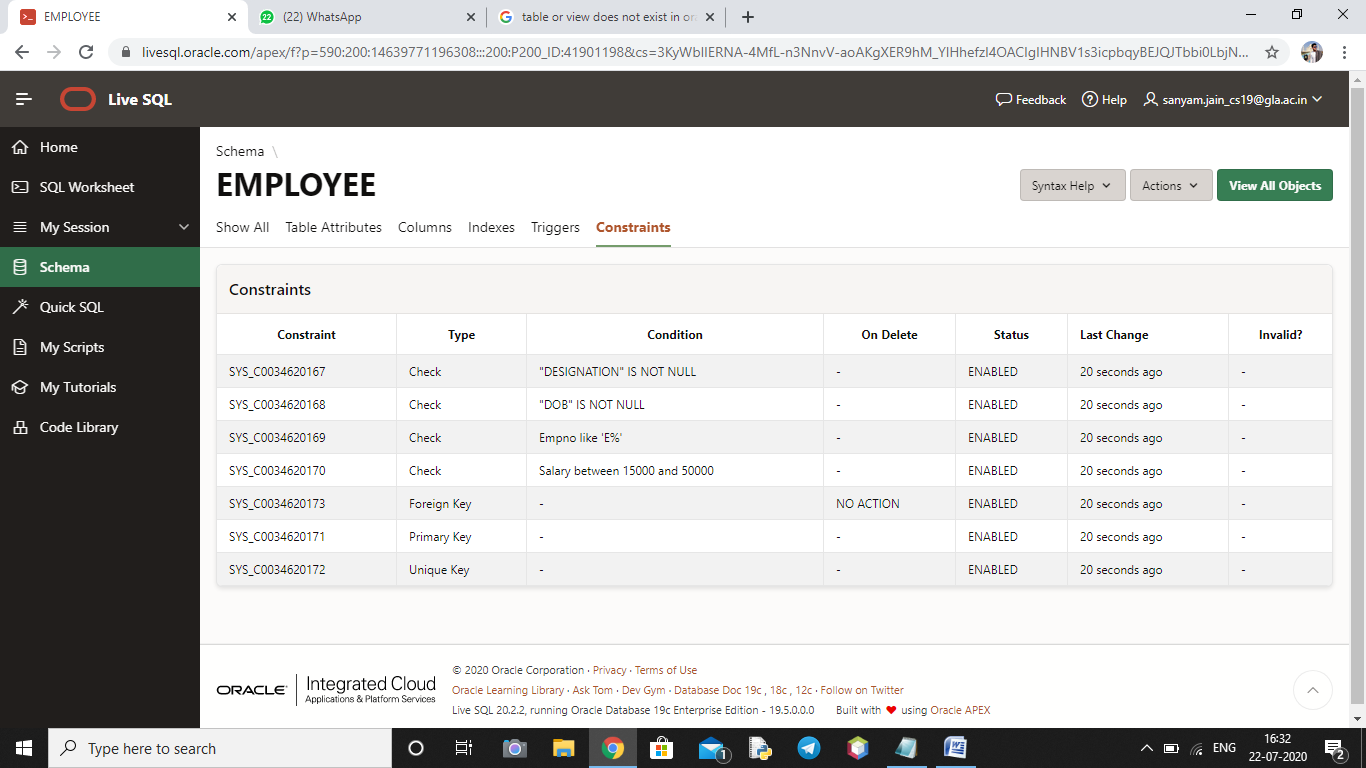 EMPLOYEE
(22) WhatsApp
table or view does not exist in or
livesql.oracle.com/apex/f?p=590:200:14639771196308:::200:P200_ID:41901198&cs=
Live SQL
Feedback
Help
sanyam.jain_cs19@gla.ac.in
Home
SQL Worksheet
My Session
Schema
Quick SQL
My Scripts
My Tutorials
Code Library
Schema \
EMPLOYEE
Syntax Help
Actions
View All Objects
Show All Table Attributes Columns Indexes Triggers Constraints
Constraints
Constraint Type Condition On Delete Status Last Change Invalid?
SYS_C0034620167 Check "DESIGNATION" IS NOT NULL - ENABLED 20 seconds ago -
SYS_C0034620168 Check "DOB" IS NOT NULL - ENABLED 20 seconds ago -
SYS_C0034620169 Check Empno like 'E%' - ENABLED 20 seconds ago -
SYS_C0034620170 Check Salary between 15000 and 50000 - ENABLED 20 seconds ago -
SYS_C0034620173 Foreign Key - NO ACTION ENABLED 20 seconds ago -
SYS_C0034620171 Primary Key - - ENABLED 20 seconds ago -
SYS_C0034620172 Unique Key - - ENABLED 20 seconds ago -
ORACLE Integrated Cloud
Applications & Platform Services
© 2020 Oracle Corporation · Privacy · Terms of Use
Oracle Learning Library · Ask Tom · Dev Gym · Database Doc 19c , 18c , 12c · Follow on Twitter
Live SQL 20.2.2, running Oracle Database 19c Enterprise Edition - 19.5.0.0.0 Built with ❤ using Oracle APEX
Type here to search
1
ENG
16:32
22-07-2020
2